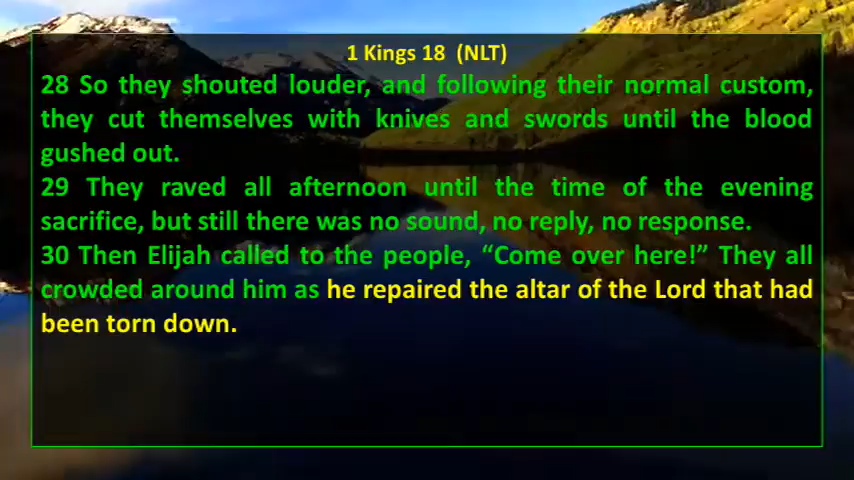 1 Kings 18 (NLT)
28 So they shouted louder, and following their normal custom,
they cut themselves with knives and swords until the blood
gushed out.
29 They raved all afternoon until the time of the evening
sacrifice, but still there was no sound, no reply, no response.
30 Then Elijah called to the people, “Come over here!” They all
crowded around him as he repaired the altar of the Lord that had
been torn down.